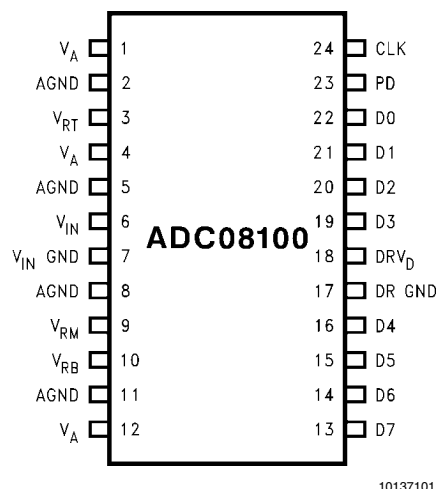 V_A 1 24 CLK
AGND 2 23 PD
V_RT 3 22 D0
V_A 4 21 D1
AGND 5 20 D2
V_IN 6 19 D3
ADC08100
V_IN GND 7 18 DRV_D
AGND 8 17 DR GND
V_RM 9 16 D4
V_RB 10 15 D5
AGND 11 14 D6
V_A 12 13 D7
10137101